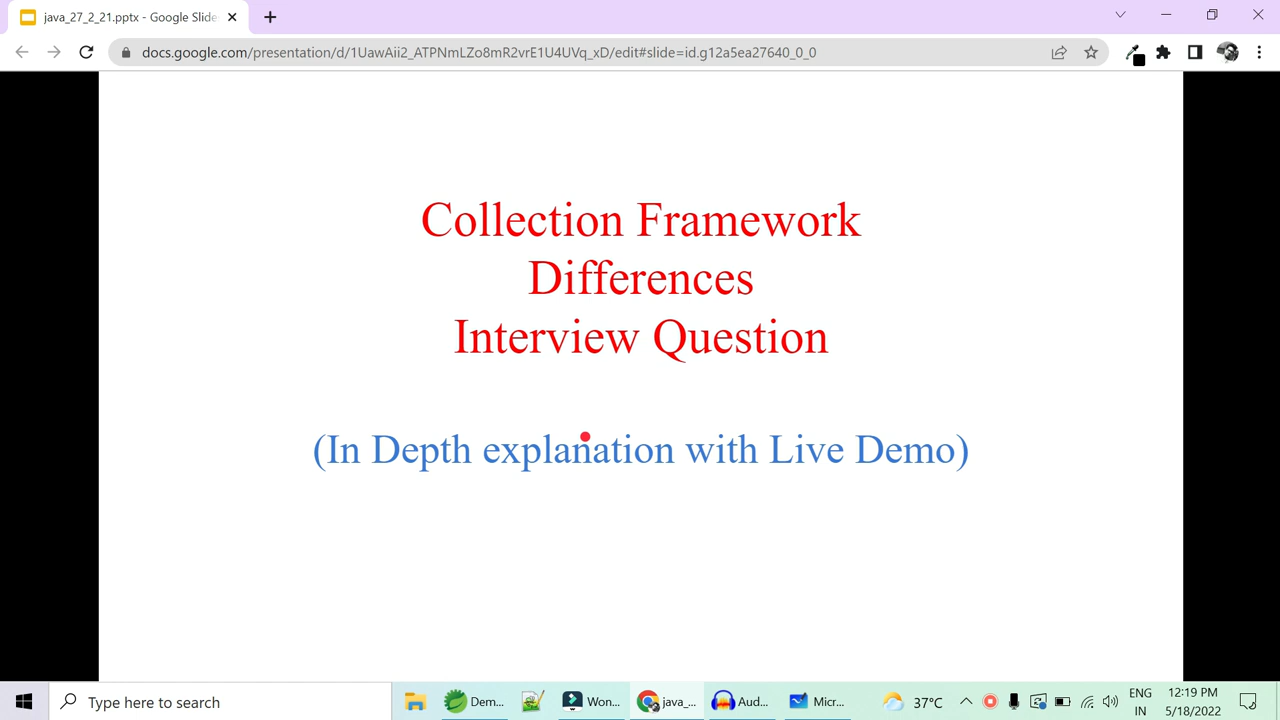 java_27_2_21.pptx - Google Slide
docs.google.com/presentation/d/1UawAii2_ATPNmLZo8mR2vrE1U4UVq_xD/edit#slide=id.g12a5ea27640_0_0
Collection Framework
Differences
Interview Question
(In Depth explanation with Live Demo)
Type here to search
Dem...
Won...
java_...
Aud...
Micr...
37°C
ENG
IN
12:19 PM
5/18/2022